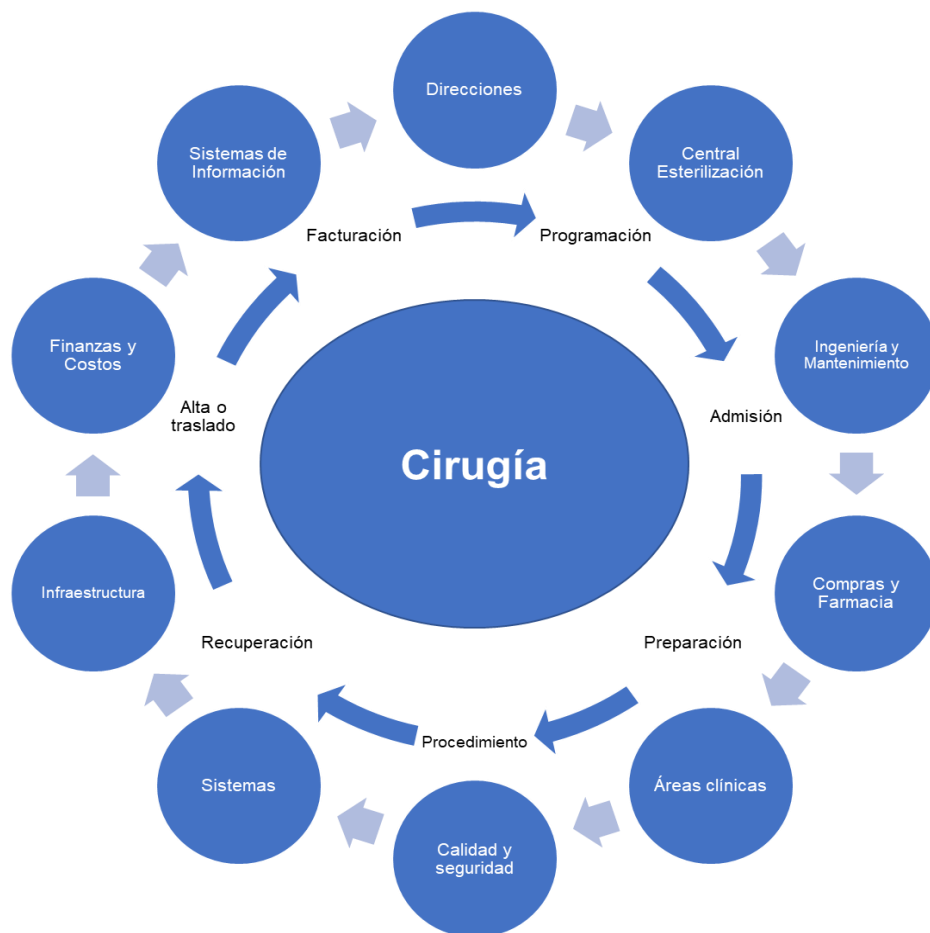 Direcciones
Central
Esterilización
Ingeniería y
Mantenimiento
Compras y
Farmacia
Áreas clínicas
Calidad y
seguridad
Sistemas
Infraestructura
Finanzas y
Costos
Sistemas de
Información
Programación
Admisión
Preparación
Procedimiento
Recuperación
Alta o
traslado
Facturación
Cirugía